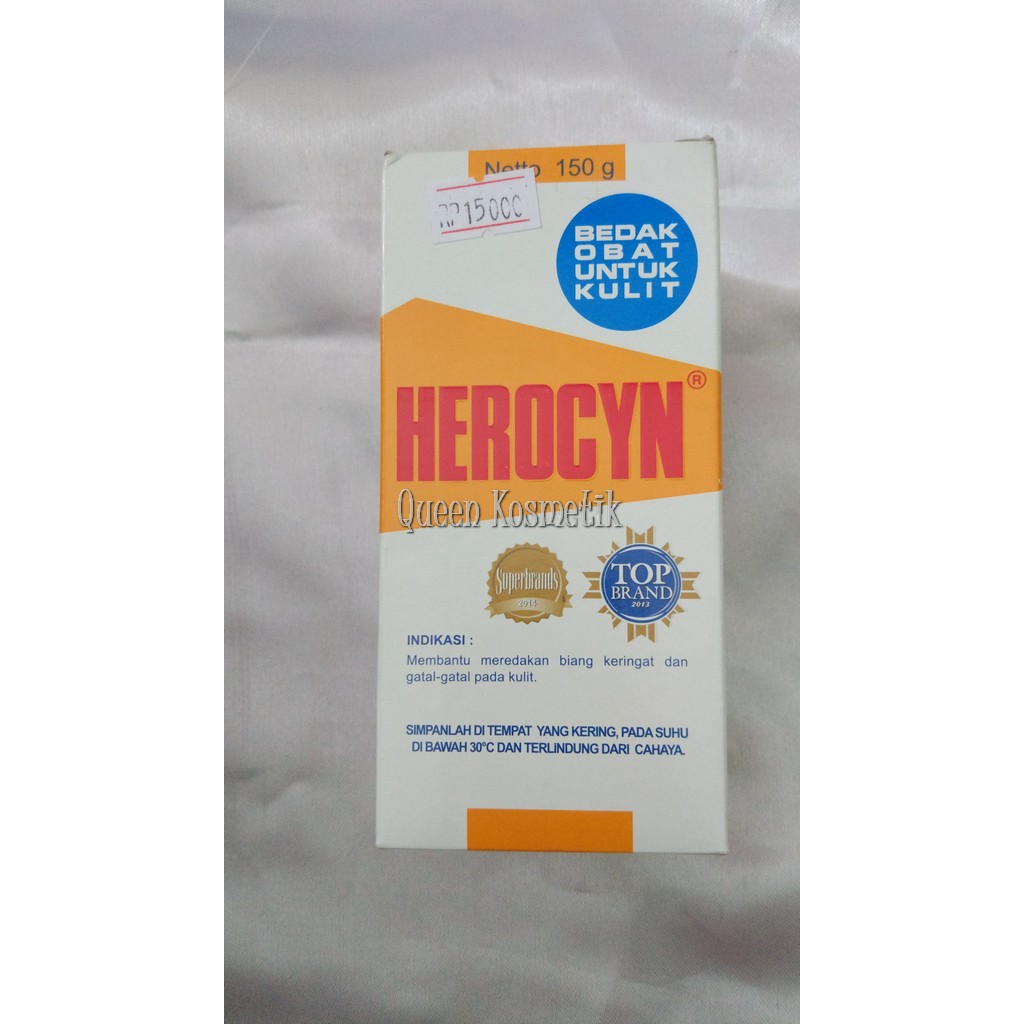 Netto 150 g
RP15000
BEDAK
OBAT
UNTUK
KULIT
HEROCYN®
Queen Kosmetik
Superbrands
2014
TOP
BRAND
2013
INDIKASI :
Membantu meredakan biang keringat dan
gatal-gatal pada kulit.
SIMPANLAH DI TEMPAT YANG KERING, PADA SUHU
DI BAWAH 30°C DAN TERLINDUNG DARI CAHAYA.